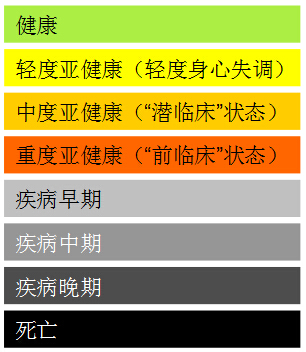 健康
轻度亚健康（轻度身心失调）
中度亚健康（“潜临床”状态）
重度亚健康（“前临床”状态）
疾病早期
疾病中期
疾病晚期
死亡